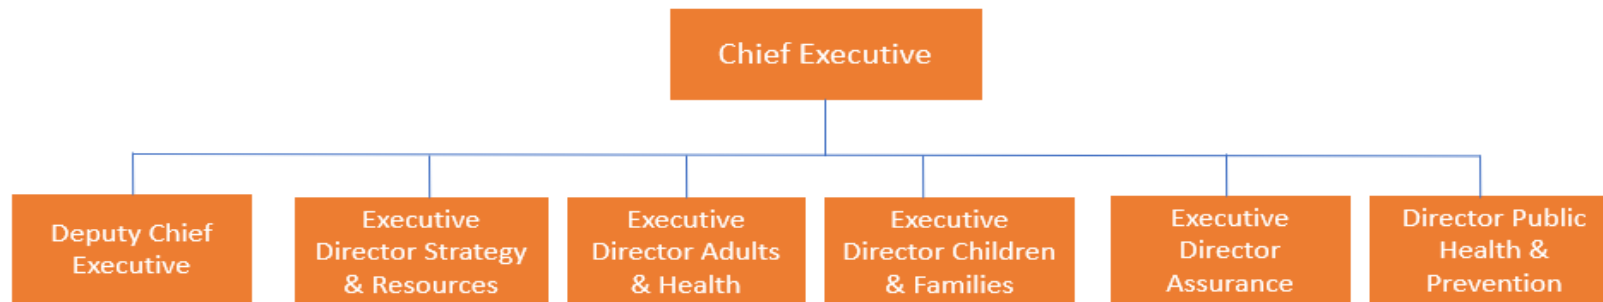 Chief Executive
Deputy Chief
Executive
Executive
Director Strategy
& Resources
Executive
Director Adults
& Health
Executive
Director Children
& Families
Executive
Director
Assurance
Director Public
Health &
Prevention